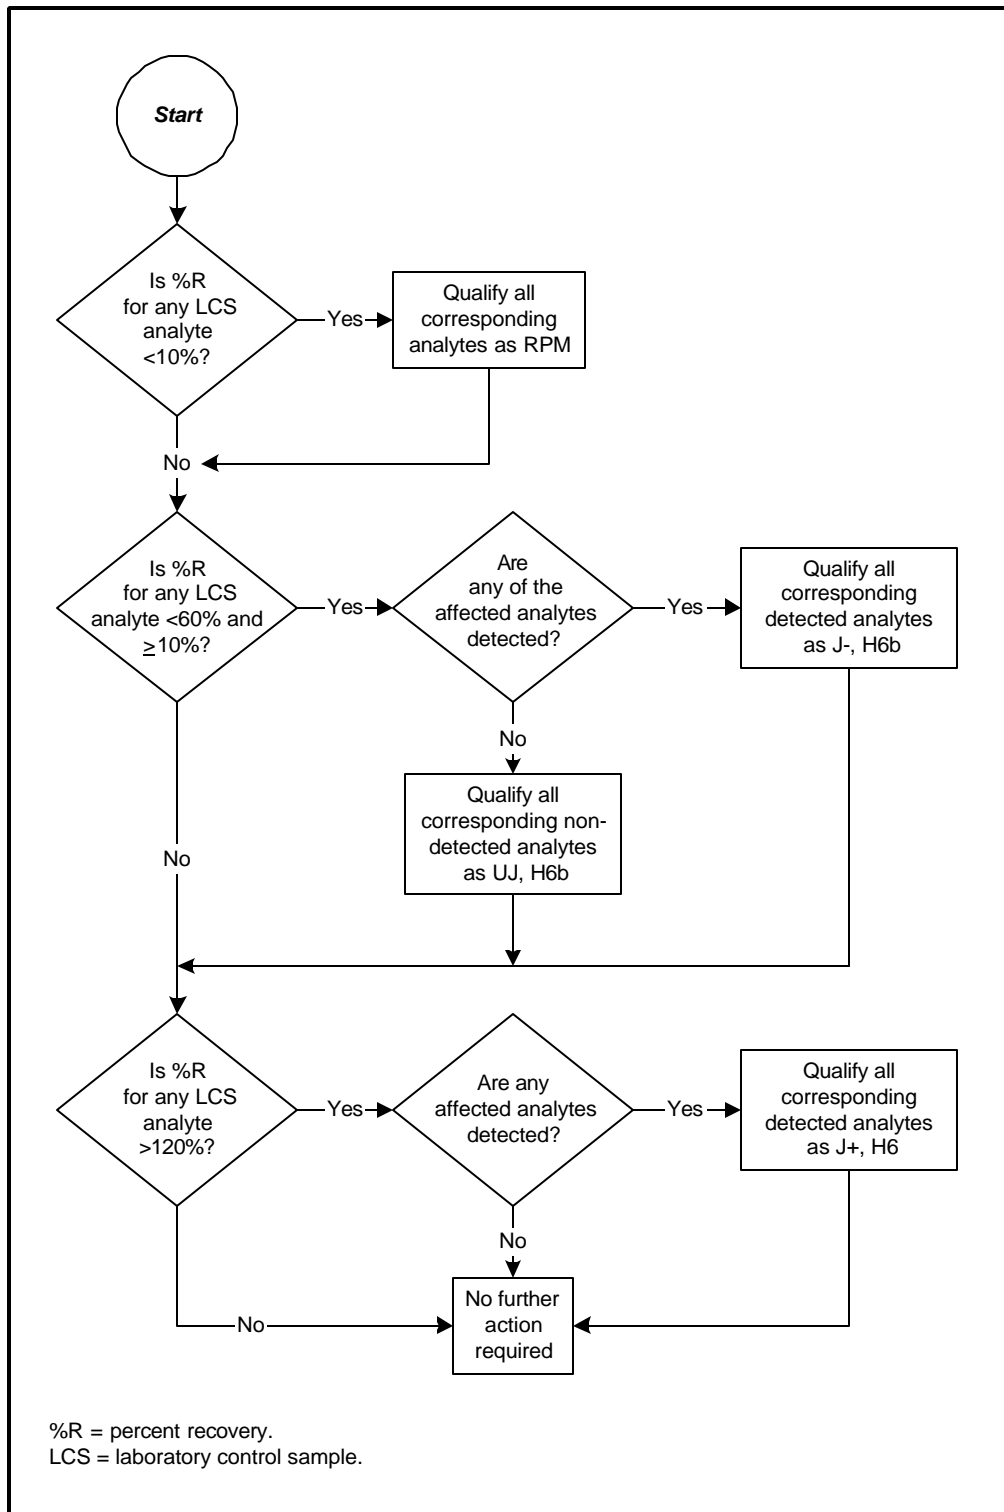 Start
Is %R
for any LCS
analyte
<10%?
Yes
Qualify all
corresponding
analytes as RPM
No
Is %R
for any LCS
analyte <60% and
≥10%?
Yes
Are
any of the
affected analytes
detected?
Yes
Qualify all
corresponding
detected analytes
as J-, H6b
No
Qualify all
corresponding non-
detected analytes
as UJ, H6b
No
Is %R
for any LCS
analyte
>120%?
Yes
Are any
affected analytes
detected?
Yes
Qualify all
corresponding
detected analytes
as J+, H6
No
No
No further
action
required
%R = percent recovery.
LCS = laboratory control sample.